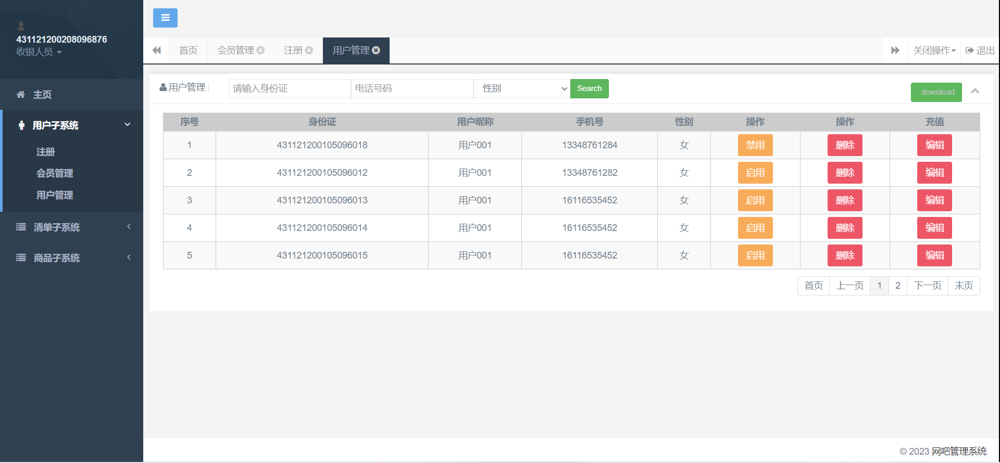 431121200208096876
收银人员
主页
用户子系统
注册
会员管理
用户管理
清单子系统
商品子系统
首页 会员管理 注册 用户管理 关闭操作 退出
用户管理 请输入身份证 电话号码 性别 Search download
序号 身份证 用户昵称 手机号 性别 操作 操作 充值
1 431121200105096018 用户001 13348761284 女 禁用 删除 编辑
2 431121200105096012 用户001 13348761282 女 启用 删除 编辑
3 431121200105096013 用户001 16116535452 女 启用 删除 编辑
4 431121200105096014 用户001 16116535452 女 启用 删除 编辑
5 431121200105096015 用户001 16116535452 女 启用 删除 编辑
首页 上一页 1 2 下一页 末页
© 2023 网吧管理系统